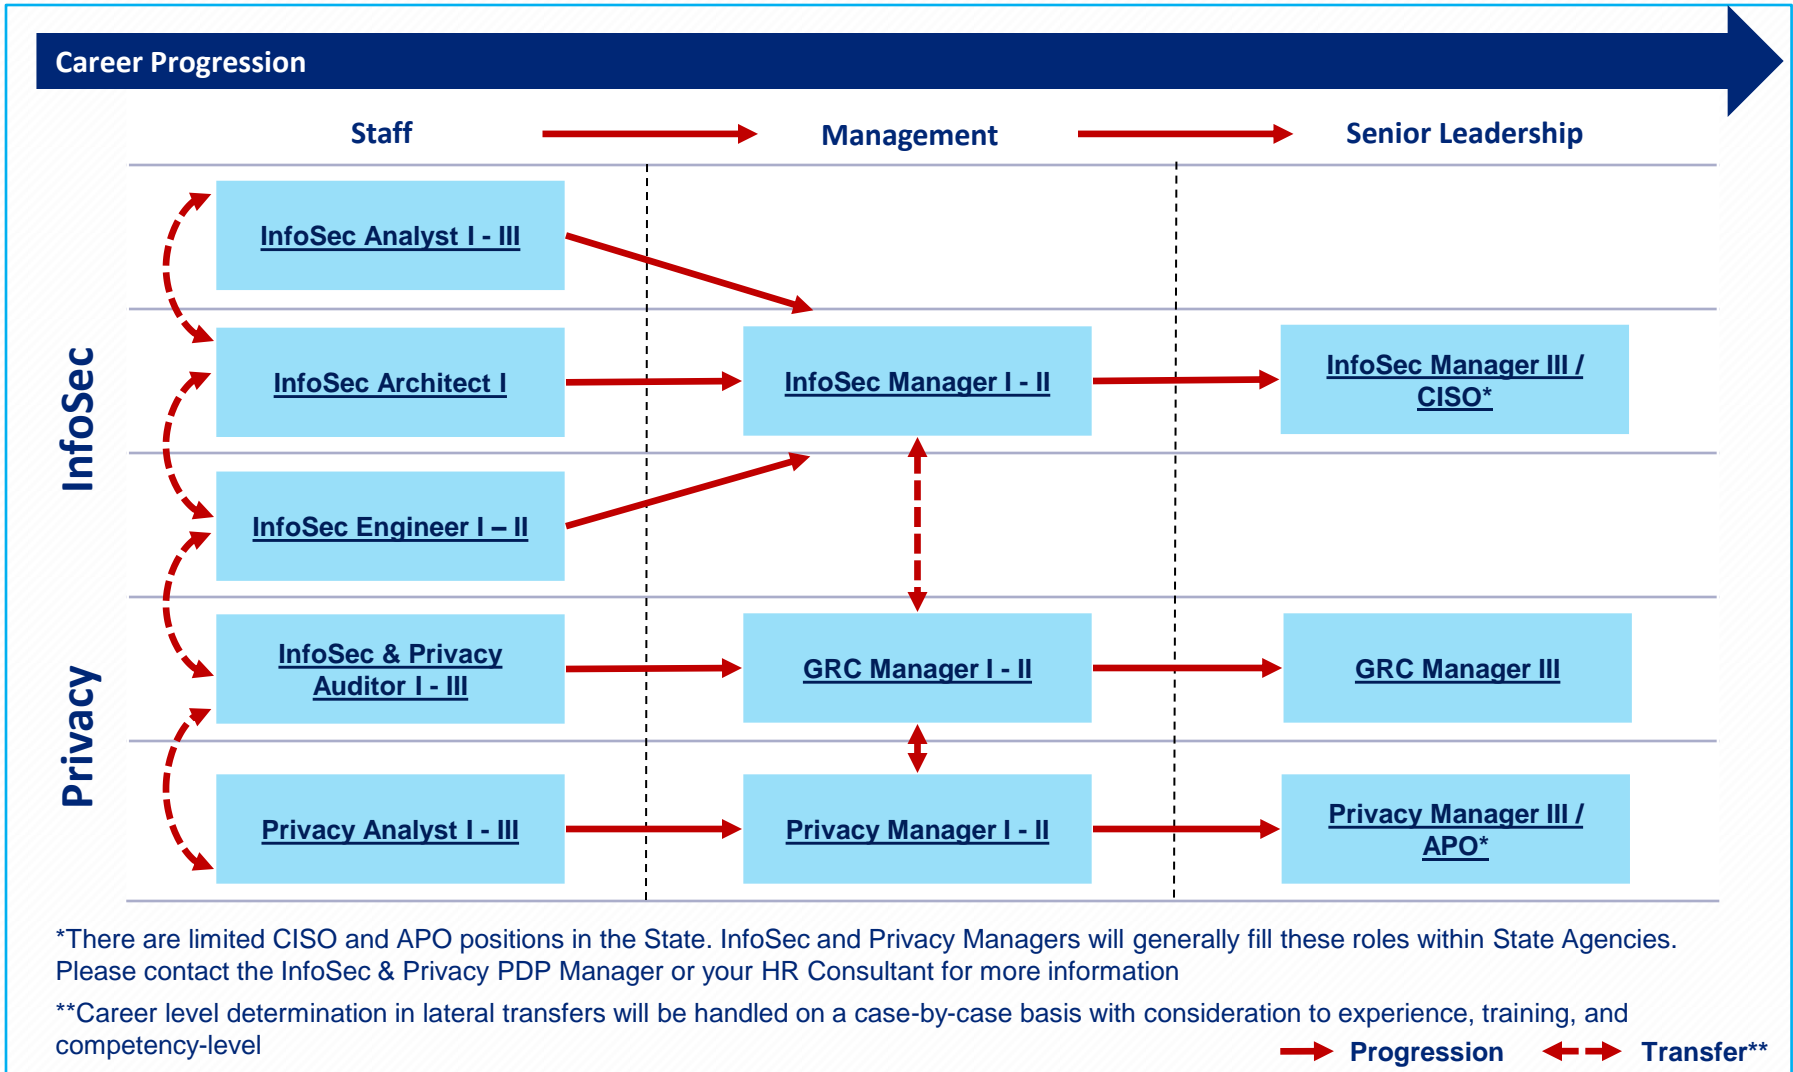 Career Progression
Staff
Management
Senior Leadership
InfoSec
InfoSec Analyst I - III
InfoSec Architect I
InfoSec Manager I - II
InfoSec Manager III /
CISO*
InfoSec Engineer I – II
Privacy
InfoSec & Privacy
Auditor I - III
GRC Manager I - II
GRC Manager III
Privacy Analyst I - III
Privacy Manager I - II
Privacy Manager III /
APO*
*There are limited CISO and APO positions in the State. InfoSec and Privacy Managers will generally fill these roles within State Agencies.
Please contact the InfoSec & Privacy PDP Manager or your HR Consultant for more information
**Career level determination in lateral transfers will be handled on a case-by-case basis with consideration to experience, training, and
competency-level
Progression
Transfer**